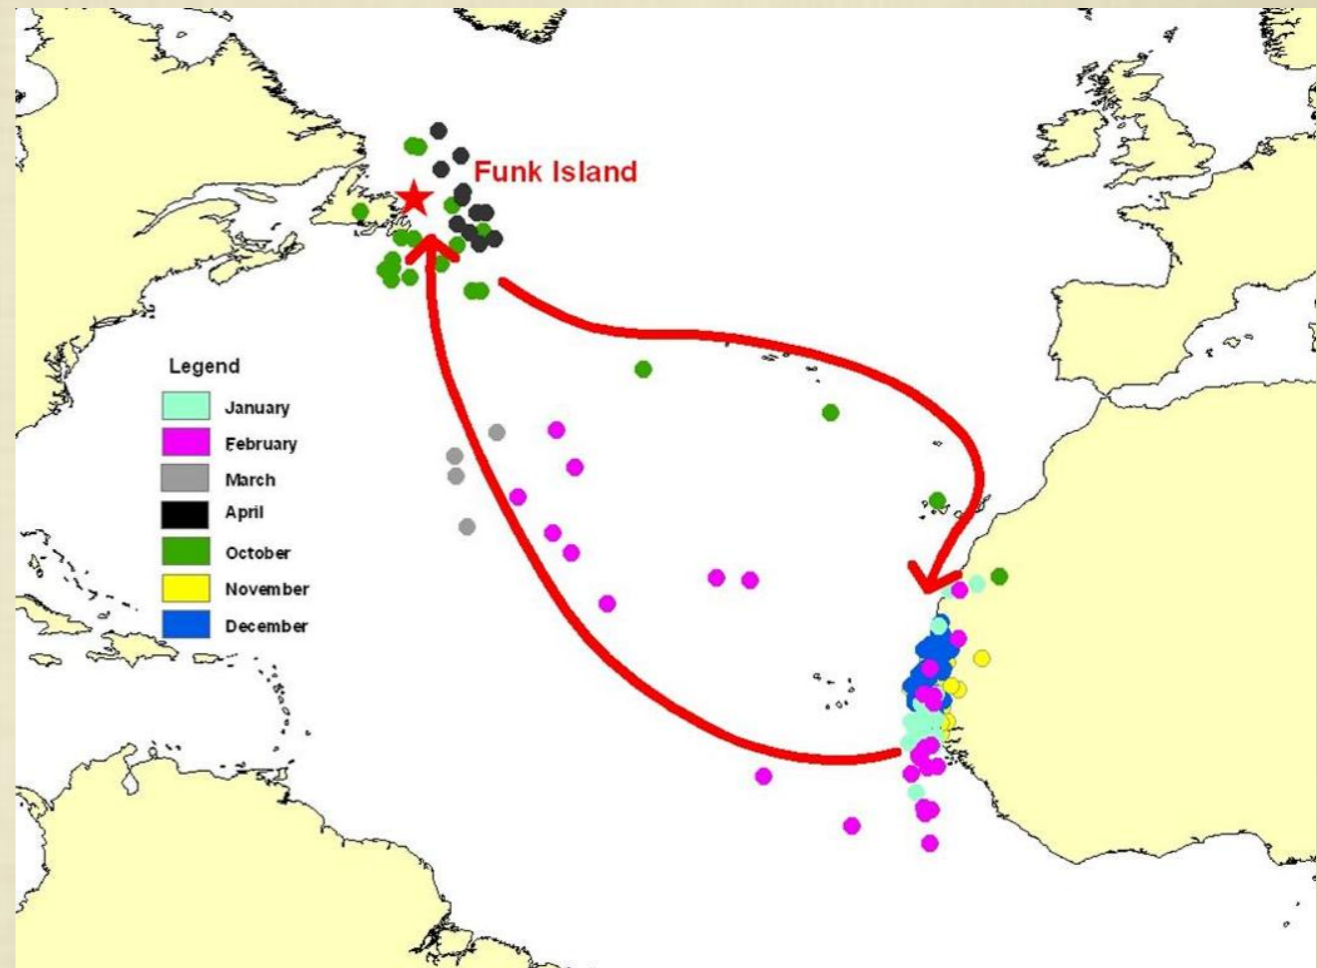 Funk Island
Legend
January
February
March
April
October
November
December